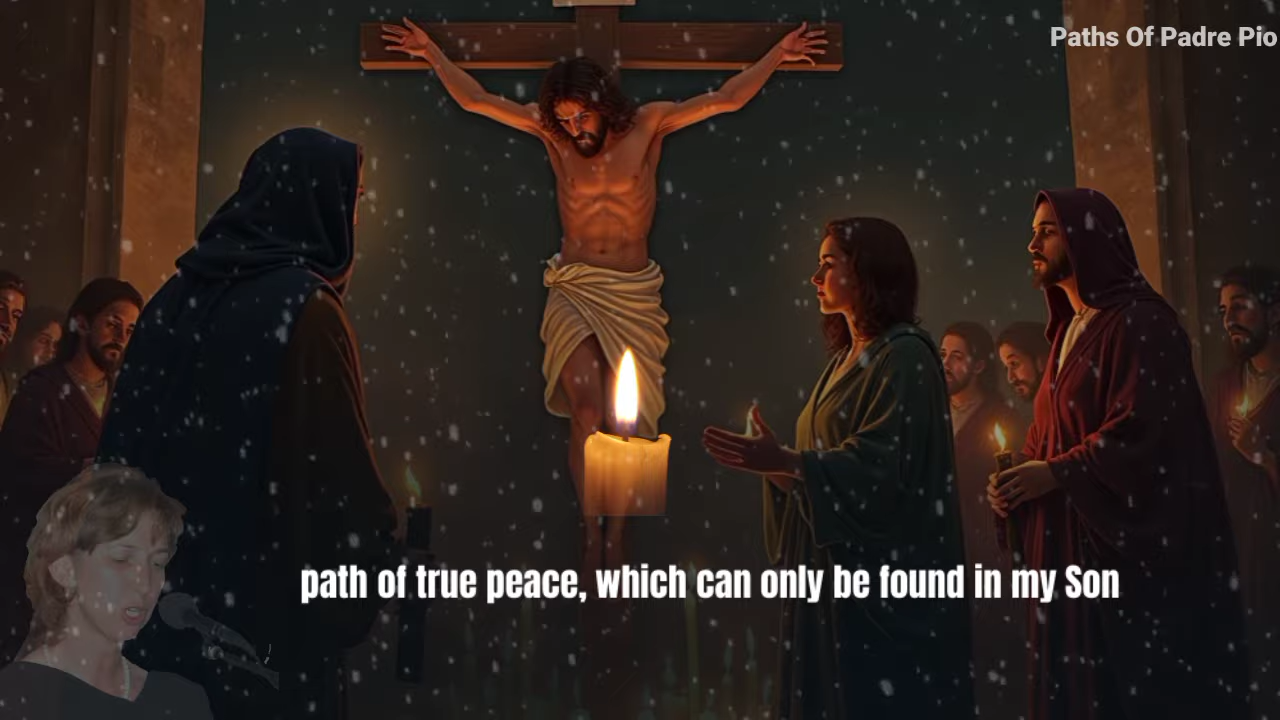 Paths Of Padre Pio
path of true peace, which can only be found in my Son